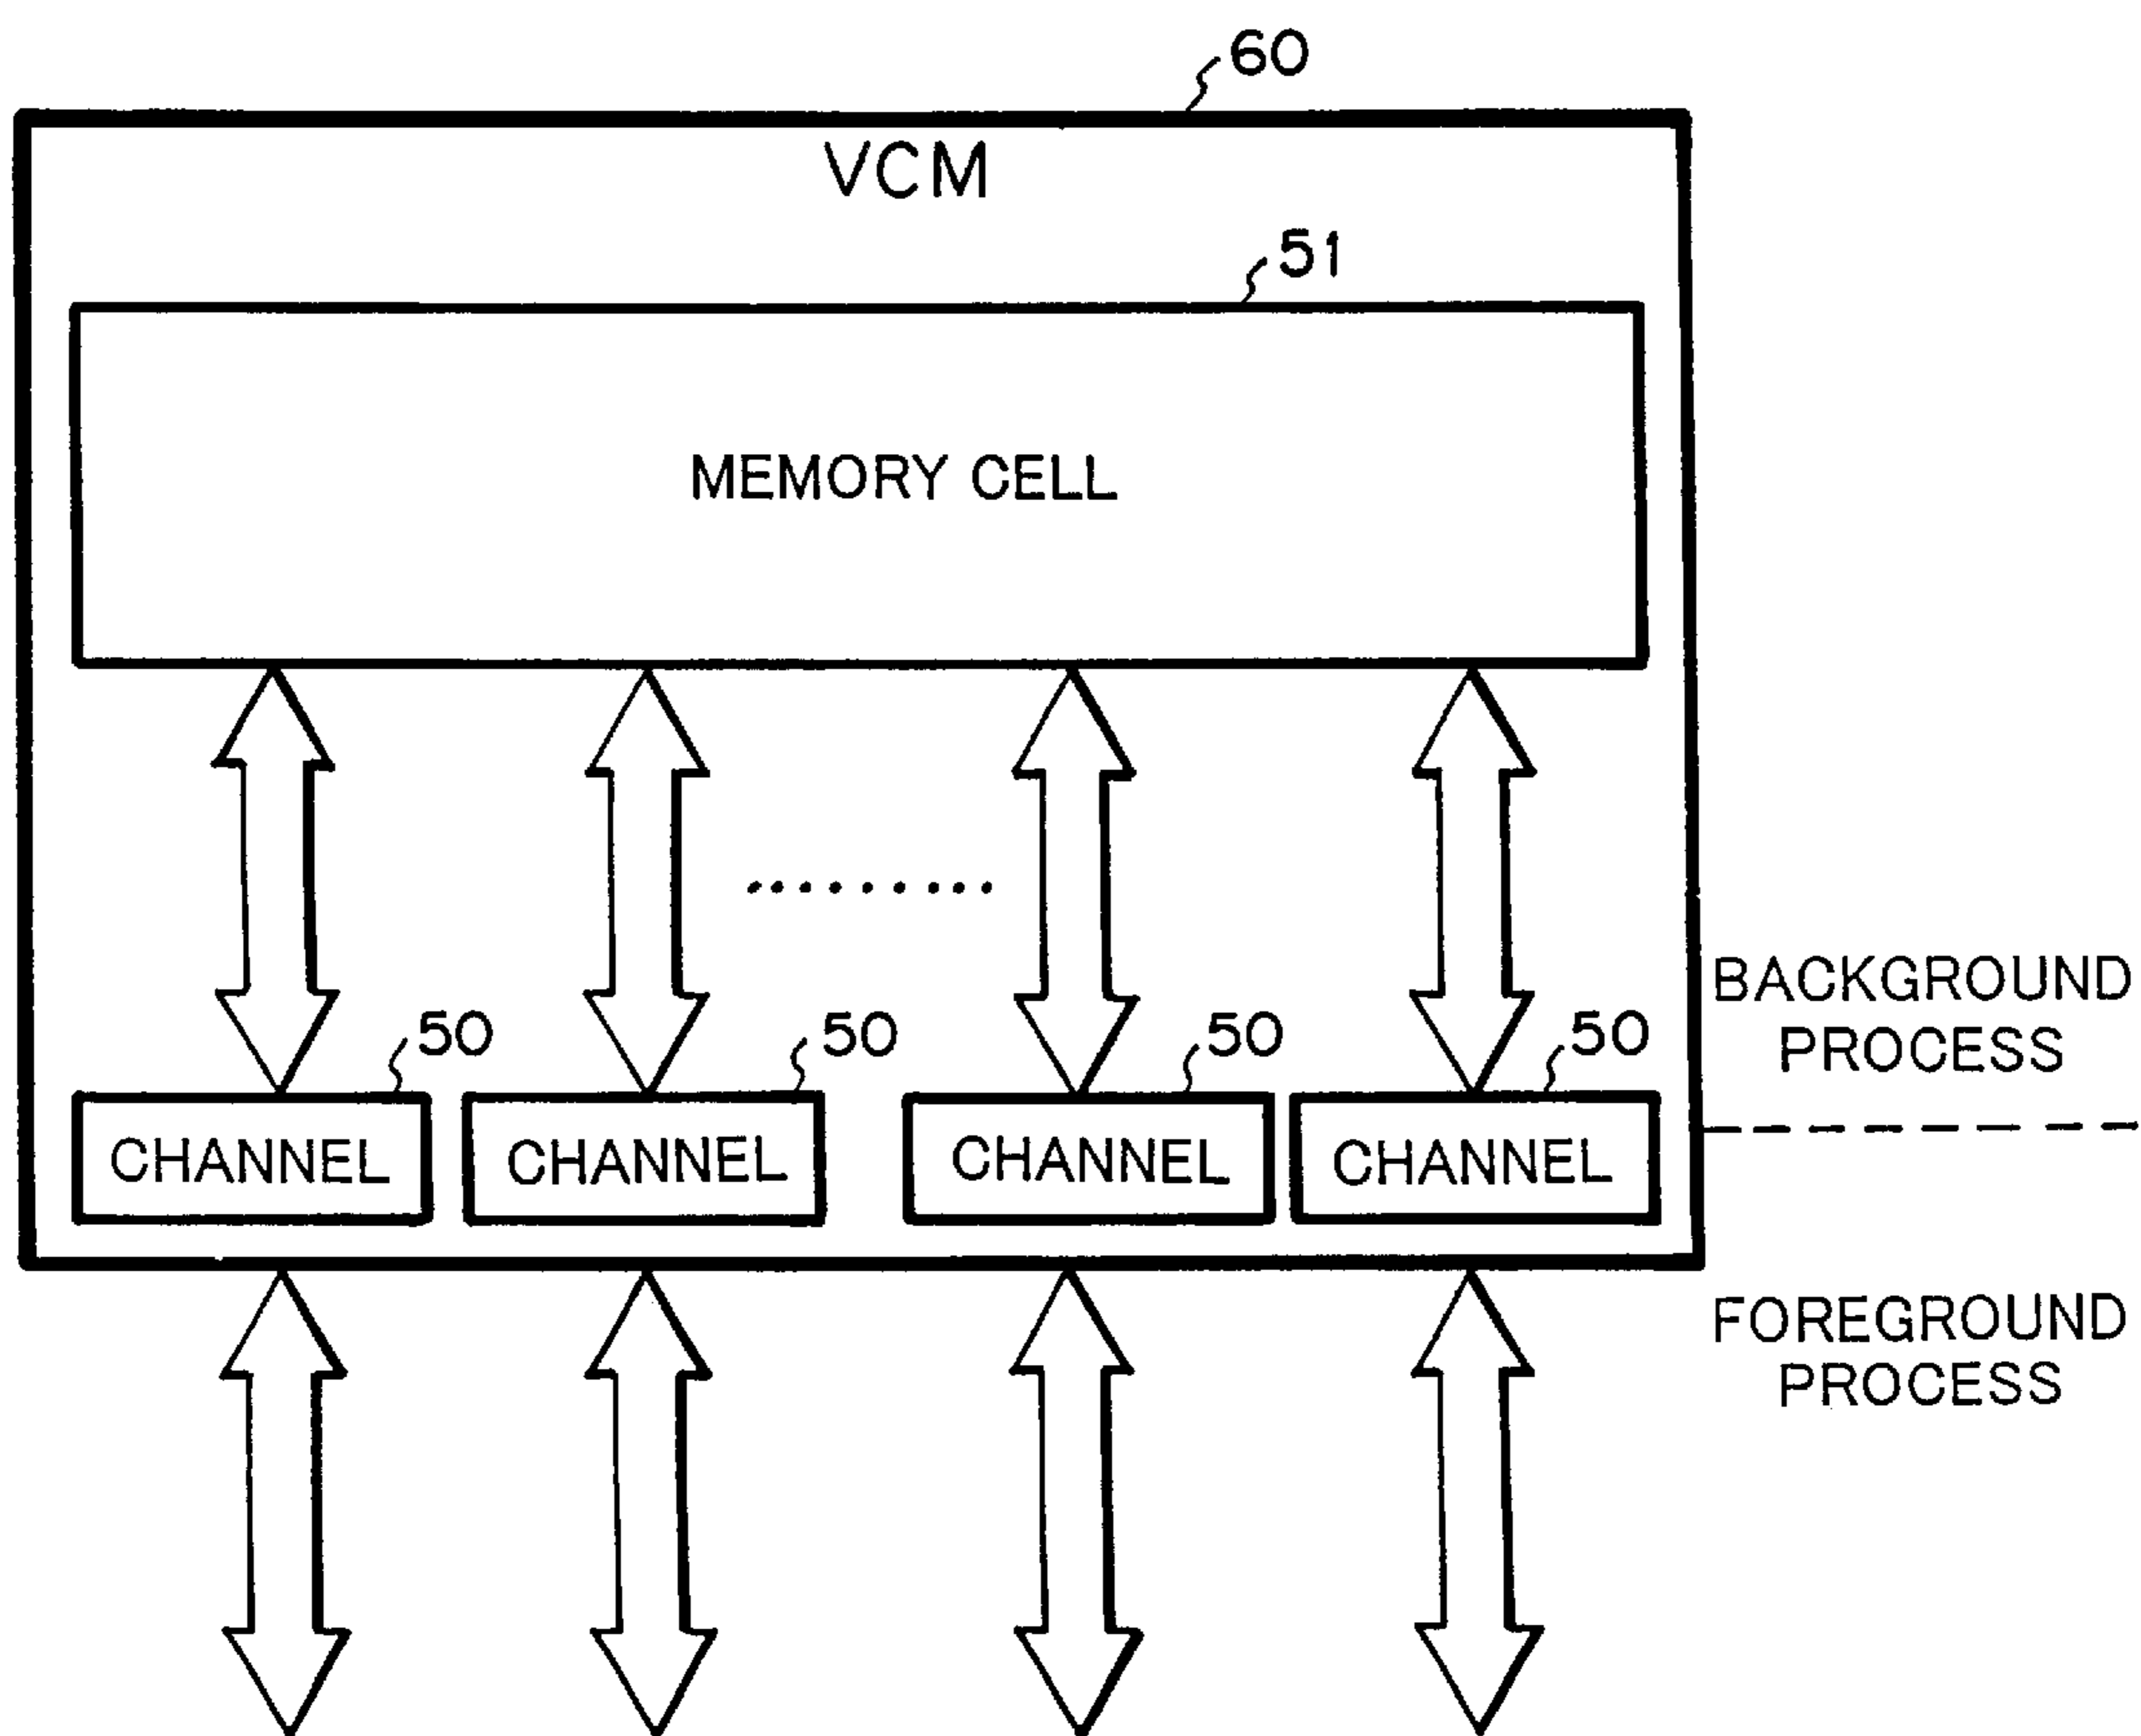 60
VCM
51
MEMORY CELL
BACKGROUND
PROCESS
50
50
50
50
CHANNEL
CHANNEL
CHANNEL
CHANNEL
FOREGROUND
PROCESS